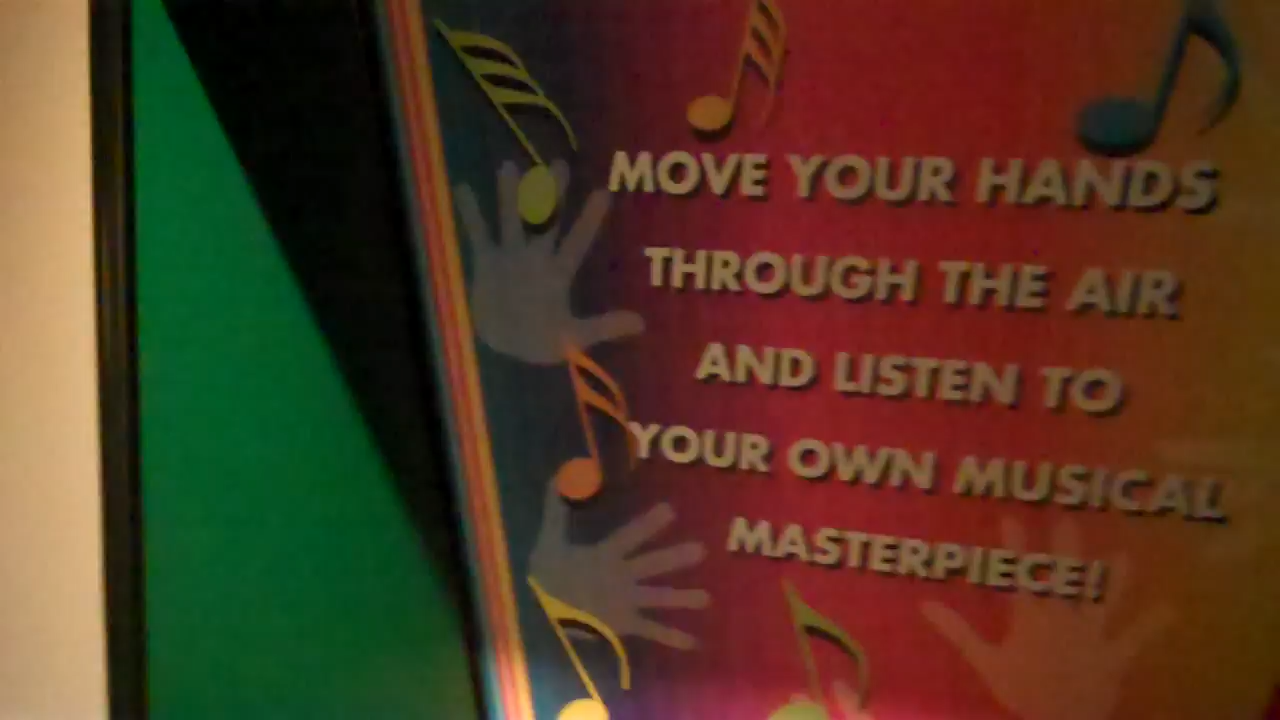 MOVE YOUR HANDS
THROUGH THE AIR
AND LISTEN TO
YOUR OWN MUSICAL
MASTERPIECE!